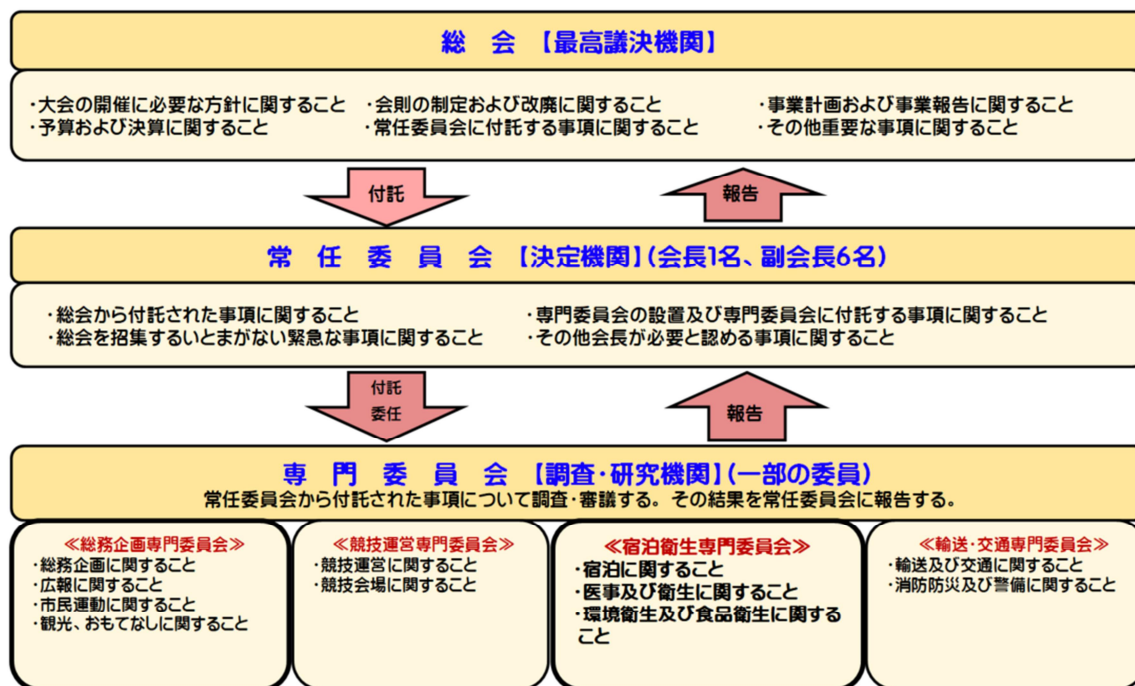 総 会 【最高議決機関】
・大会の開催に必要な方針に関すること ・会則の制定および改廃に関すること ・事業計画および事業報告に関すること
・予算および決算に関すること ・常任委員会に付託する事項に関すること ・その他重要な事項に関すること
付託 報告
常 任 委 員 会 【決定機関】(会長1名、副会長6名)
・総会から付託された事項に関すること ・専門委員会の設置及び専門委員会に付託する事項に関すること
・総会を招集するいとまがない緊急な事項に関すること ・その他会長が必要と認める事項に関すること
付託
委任
報告
専 門 委 員 会 【調査・研究機関】(一部の委員)
常任委員会から付託された事項について調査・審議する。その結果を常任委員会に報告する。
≪総務企画専門委員会≫
・総務企画に関すること
・広報に関すること
・市民運動に関すること
・観光、おもてなしに関すること
≪競技運営専門委員会≫
・競技運営に関すること
・競技会場に関すること
≪宿泊衛生専門委員会≫
・宿泊に関すること
・医事及び衛生に関すること
・環境衛生及び食品衛生に関する
こと
≪輸送・交通専門委員会≫
・輸送及び交通に関すること
・消防防災及び警備に関すること